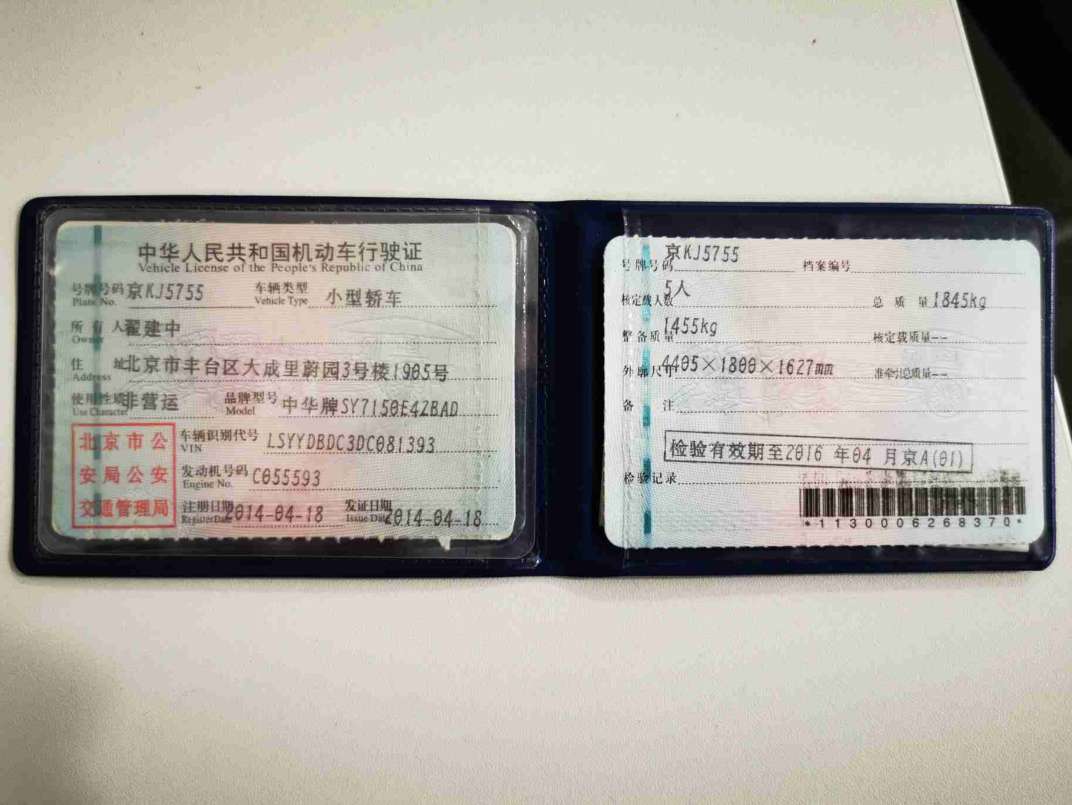 中华人民共和国机动车行驶证
Vehicle License of the People's Republic of China
号牌号码 京KJ5755 车辆类型 小型轿车
Plate No. Vehicle Type
所有人 翟建中
Owner
住址 北京市丰台区大成里蔚园3号楼1905号
Address
使用性质 非营运 品牌型号 中华牌SY7150E4ZBAD
Use Character Model
北京市公
安局公安
交通管理局
车辆识别代号 LSYYDBDC3DC081393
VIN
发动机号码 C055593
Engine No.
注册日期 2014-04-18 发证日期 2014-04-18
Register Date Issue Date
号牌号码 京KJ5755 档案编号
核定载人数 5人 总质量 1845kg
整备质量 1455kg 核定载质量 --
外廓尺寸 4405×1800×1627mm 准牵引总质量 --
备注
检验有效期至2016年04月京A(01)
检验记录
*1130006268370*